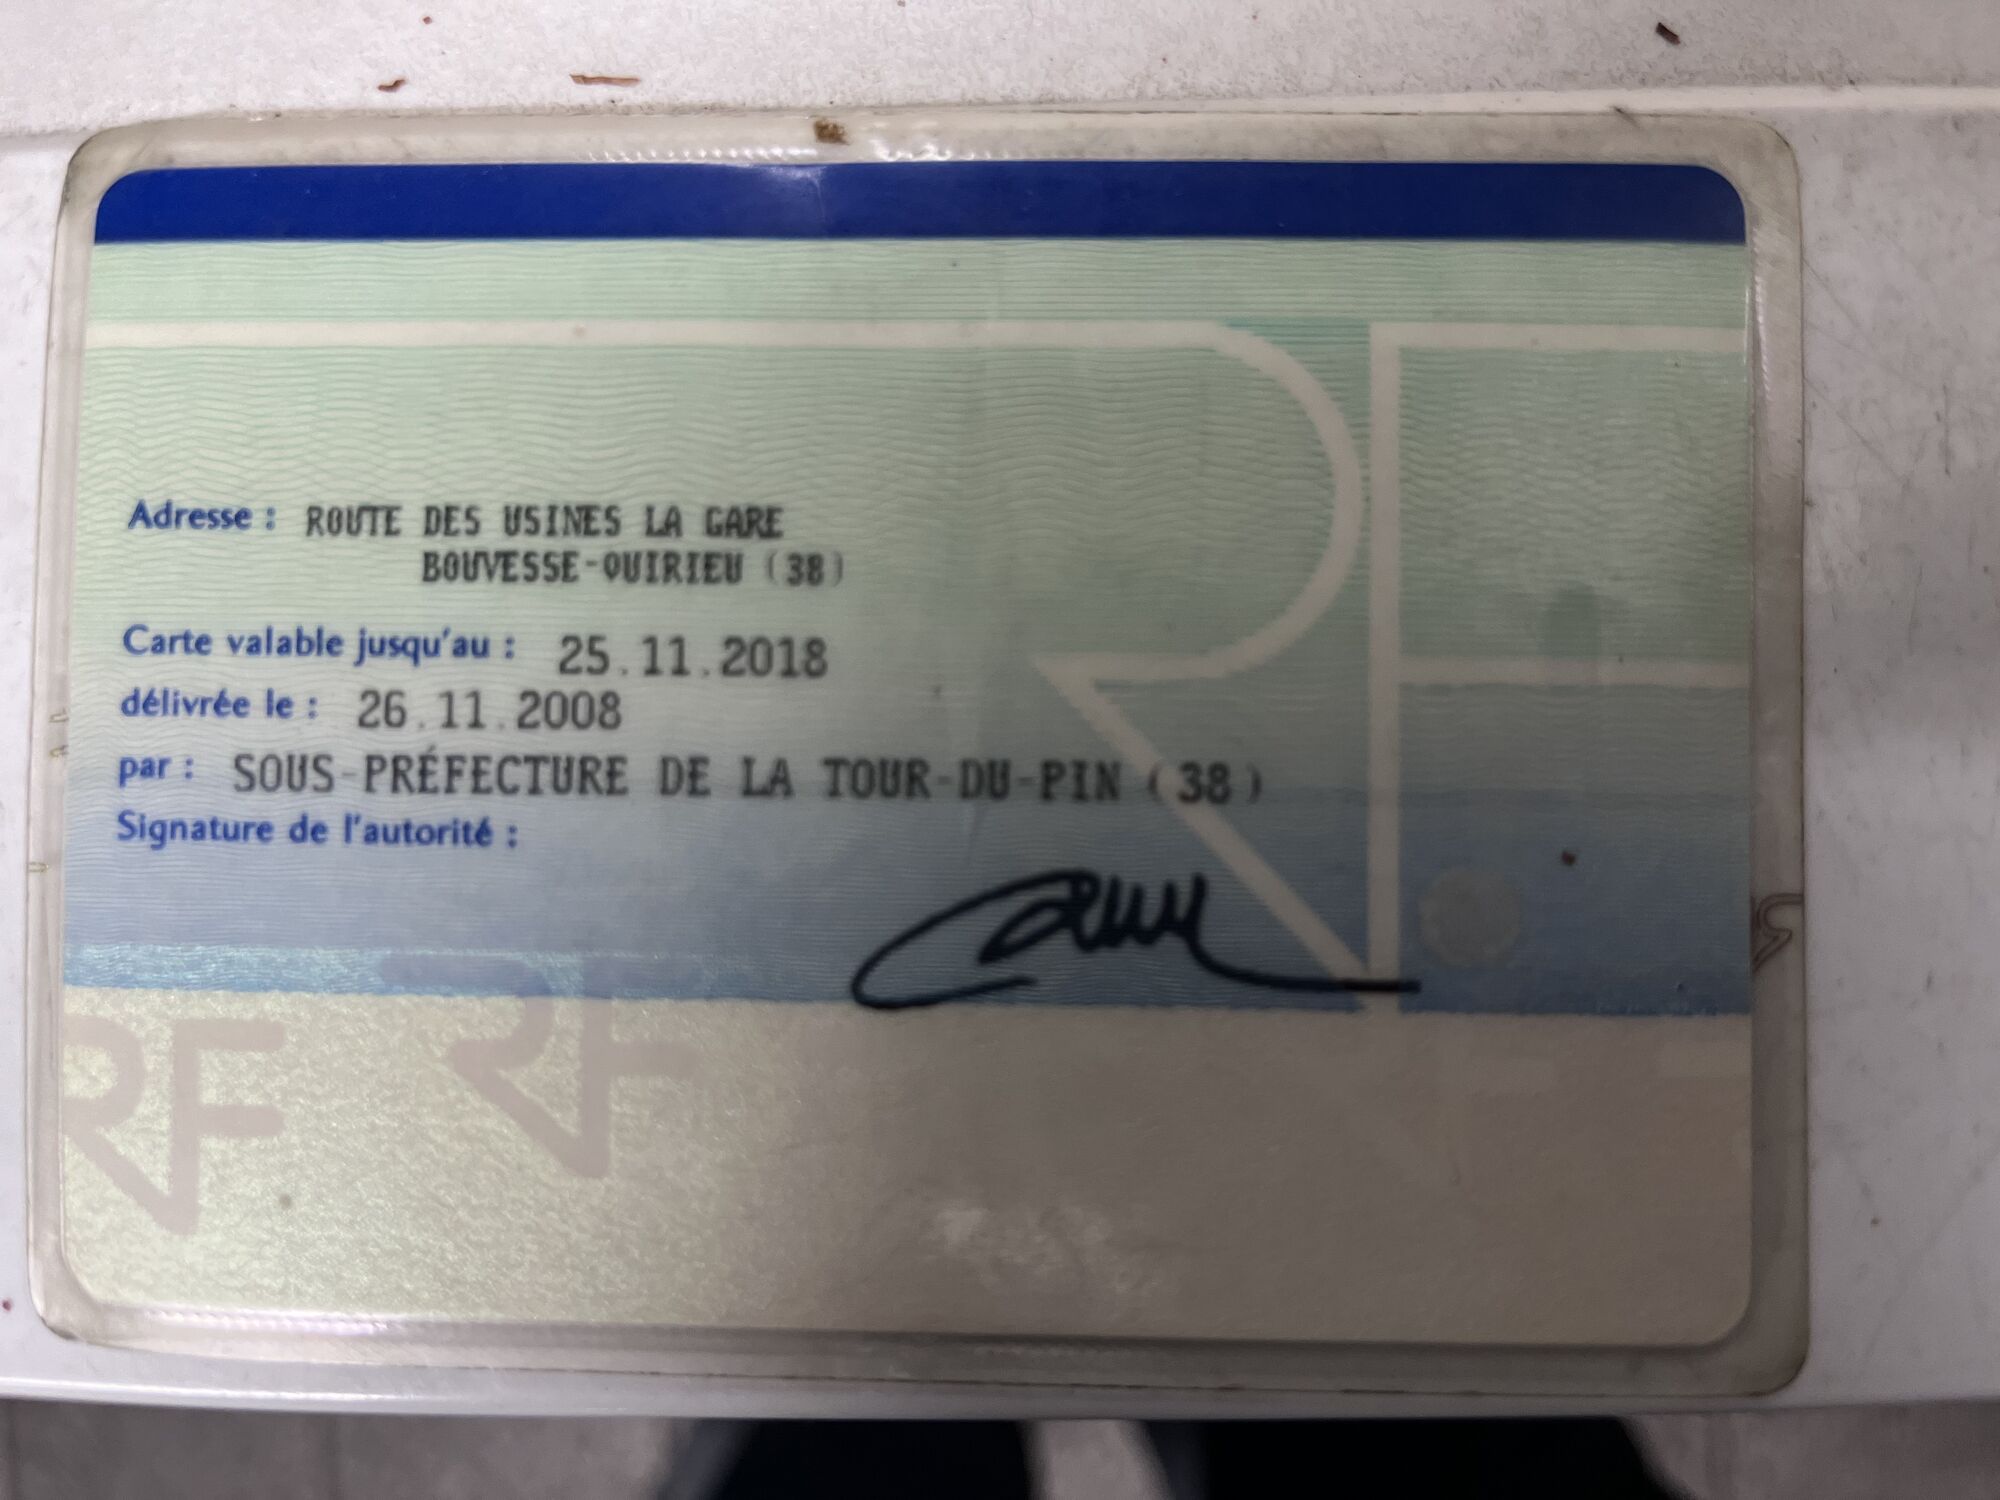 Adresse : ROUTE DES USINES LA GARE
BOUVESSE-QUIRIEU (38)
Carte valable jusqu'au : 25.11.2018
délivrée le : 26.11.2008
par : SOUS-PRÉFECTURE DE LA TOUR-DU-PIN (38)
Signature de l'autorité :
RF
RF
RF